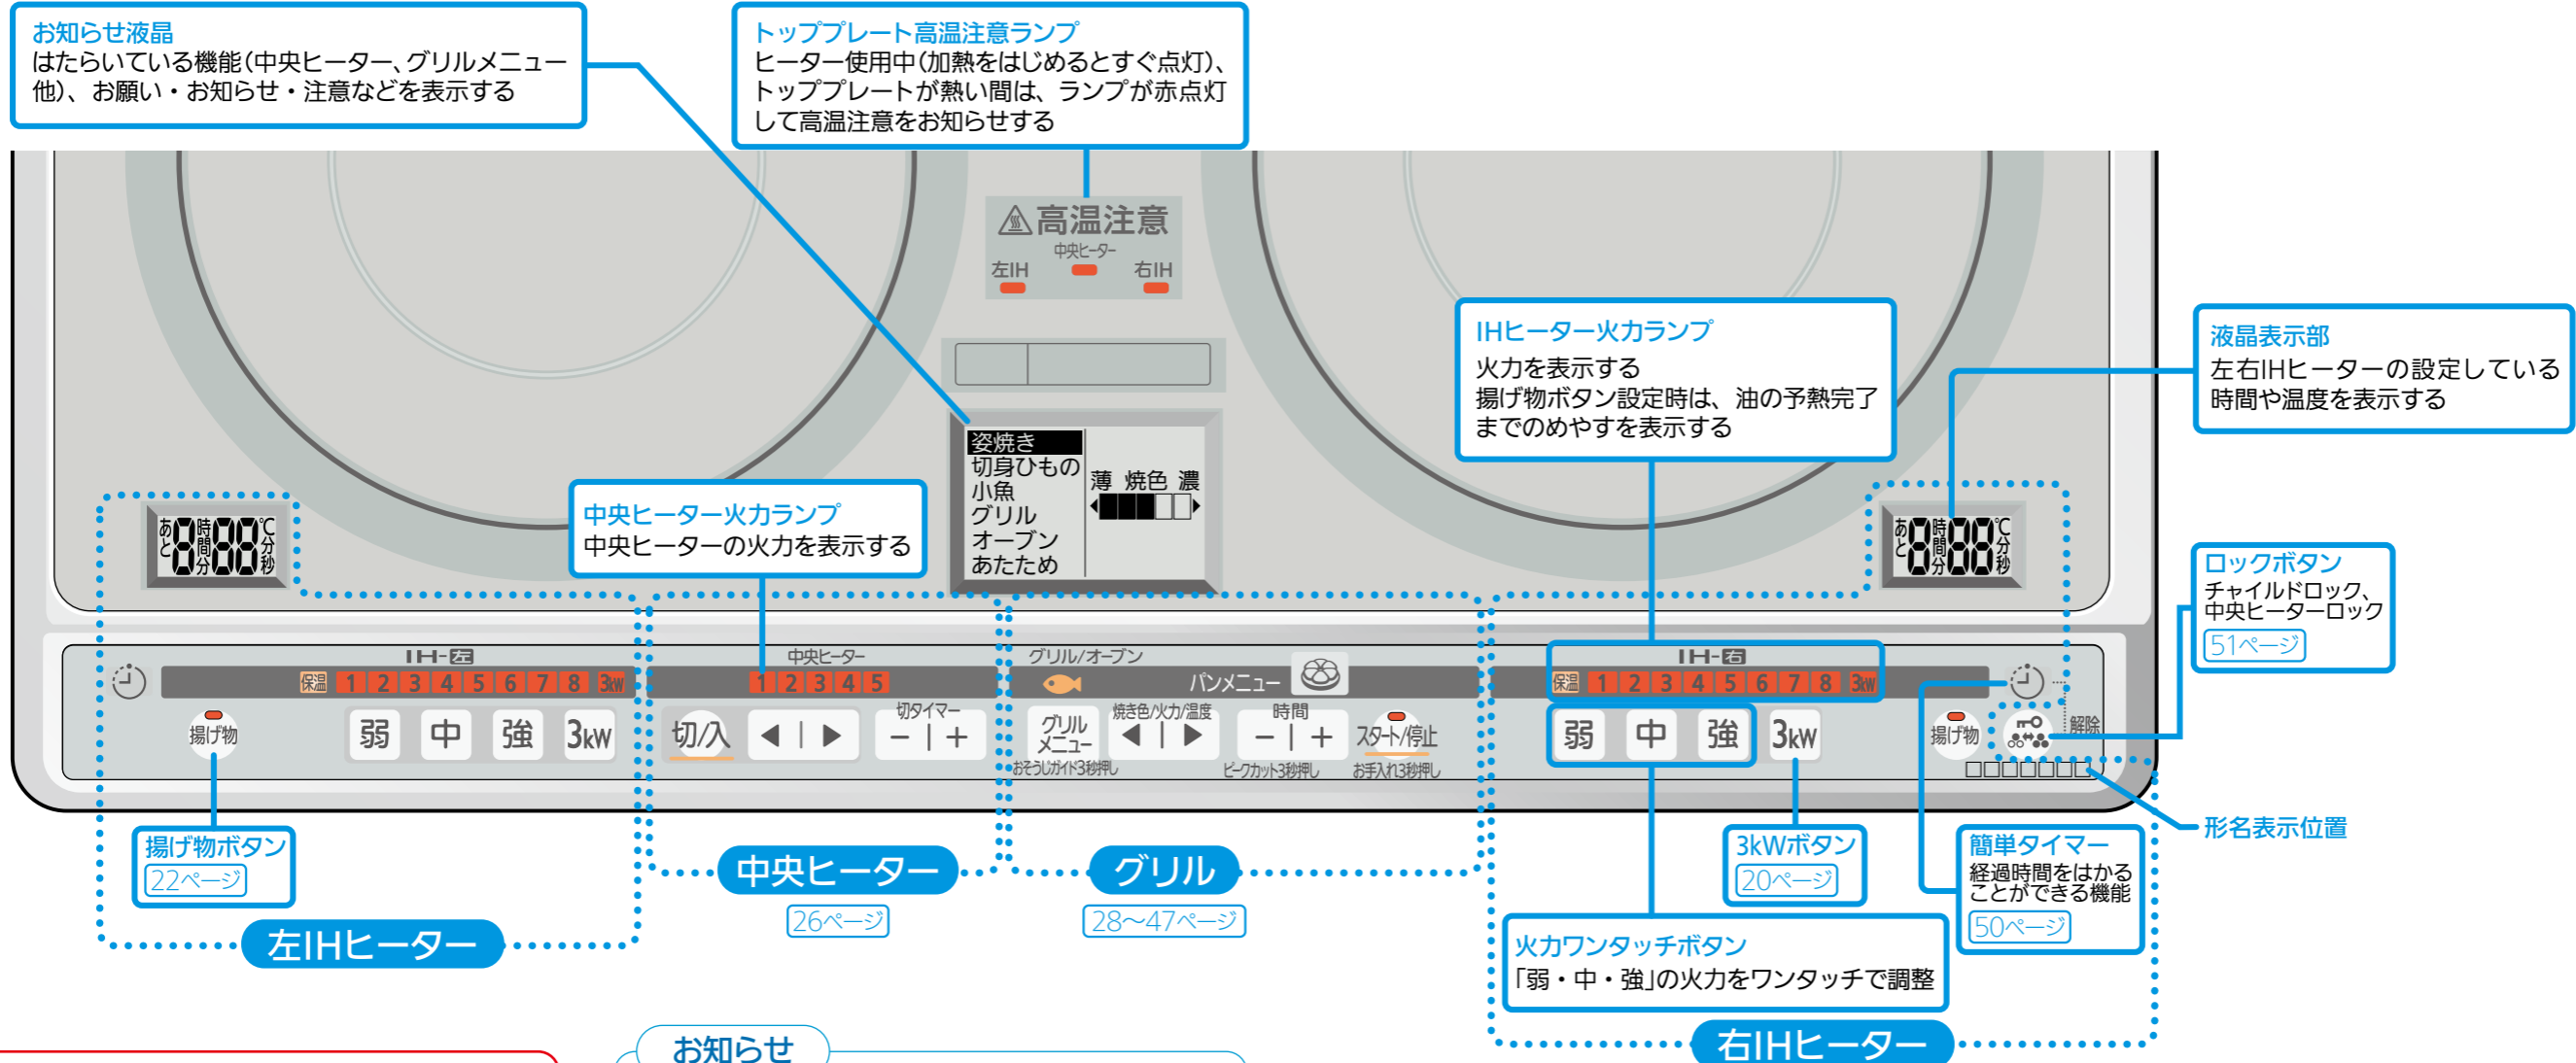 お知らせ液晶
はたらいている機能(中央ヒーター、グリルメニュー
他)、お願い・お知らせ・注意などを表示する
トッププレート高温注意ランプ
ヒーター使用中(加熱をはじめるとすぐ点灯)、
トッププレートが熱い間は、ランプが赤点灯
して高温注意をお知らせする
高温注意
中央ヒーター
左IH
右IH
IHヒーター火力ランプ
火力を表示する
揚げ物ボタン設定時は、油の予熱完了
までのめやすを表示する
液晶表示部
左右IHヒーターの設定している
時間や温度を表示する
姿焼き
切身ひもの
小魚
グリル
オーブン
あたため
薄 焼色 濃
中央ヒーター火力ランプ
中央ヒーターの火力を表示する
あと 8 時間分 88 ℃分秒
あと 8 時間分 88 ℃分秒
ロックボタン
チャイルドロック、
中央ヒーターロック
51ページ
IH-左
保温 1 2 3 4 5 6 7 8 3kW
揚げ物
弱 中 強 3kW
中央ヒーター
1 2 3 4 5
切/入
切タイマー
− | +
グリル/オーブン
パンメニュー
グリル
メニュー
おそうじガイド3秒押し
焼き色/火力/温度
時間
− | +
ピークカット3秒押し
スタート/停止
お手入れ3秒押し
IH-右
保温 1 2 3 4 5 6 7 8 3kW
弱 中 強 3kW
揚げ物
解除
形名表示位置
揚げ物ボタン
22ページ
左IHヒーター
中央ヒーター
26ページ
グリル
28〜47ページ
3kWボタン
20ページ
簡単タイマー
経過時間をはかる
ことができる機能
50ページ
火力ワンタッチボタン
「弱・中・強」の火力をワンタッチで調整
右IHヒーター
お知らせ